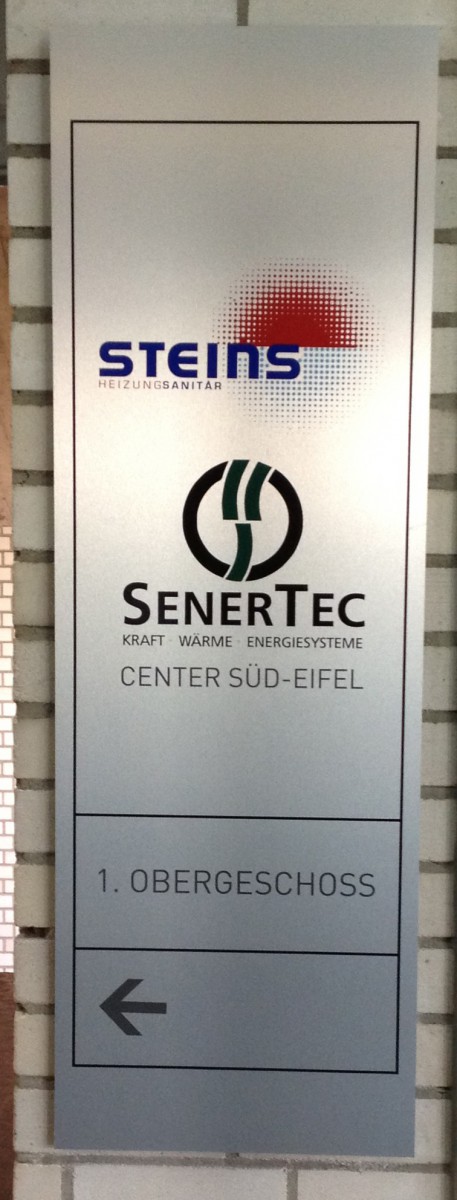 STEINS
HEIZUNGSANITÄR
SENERTEC
KRAFT · WÄRME · ENERGIESYSTEME
CENTER SÜD-EIFEL
1. OBERGESCHOSS